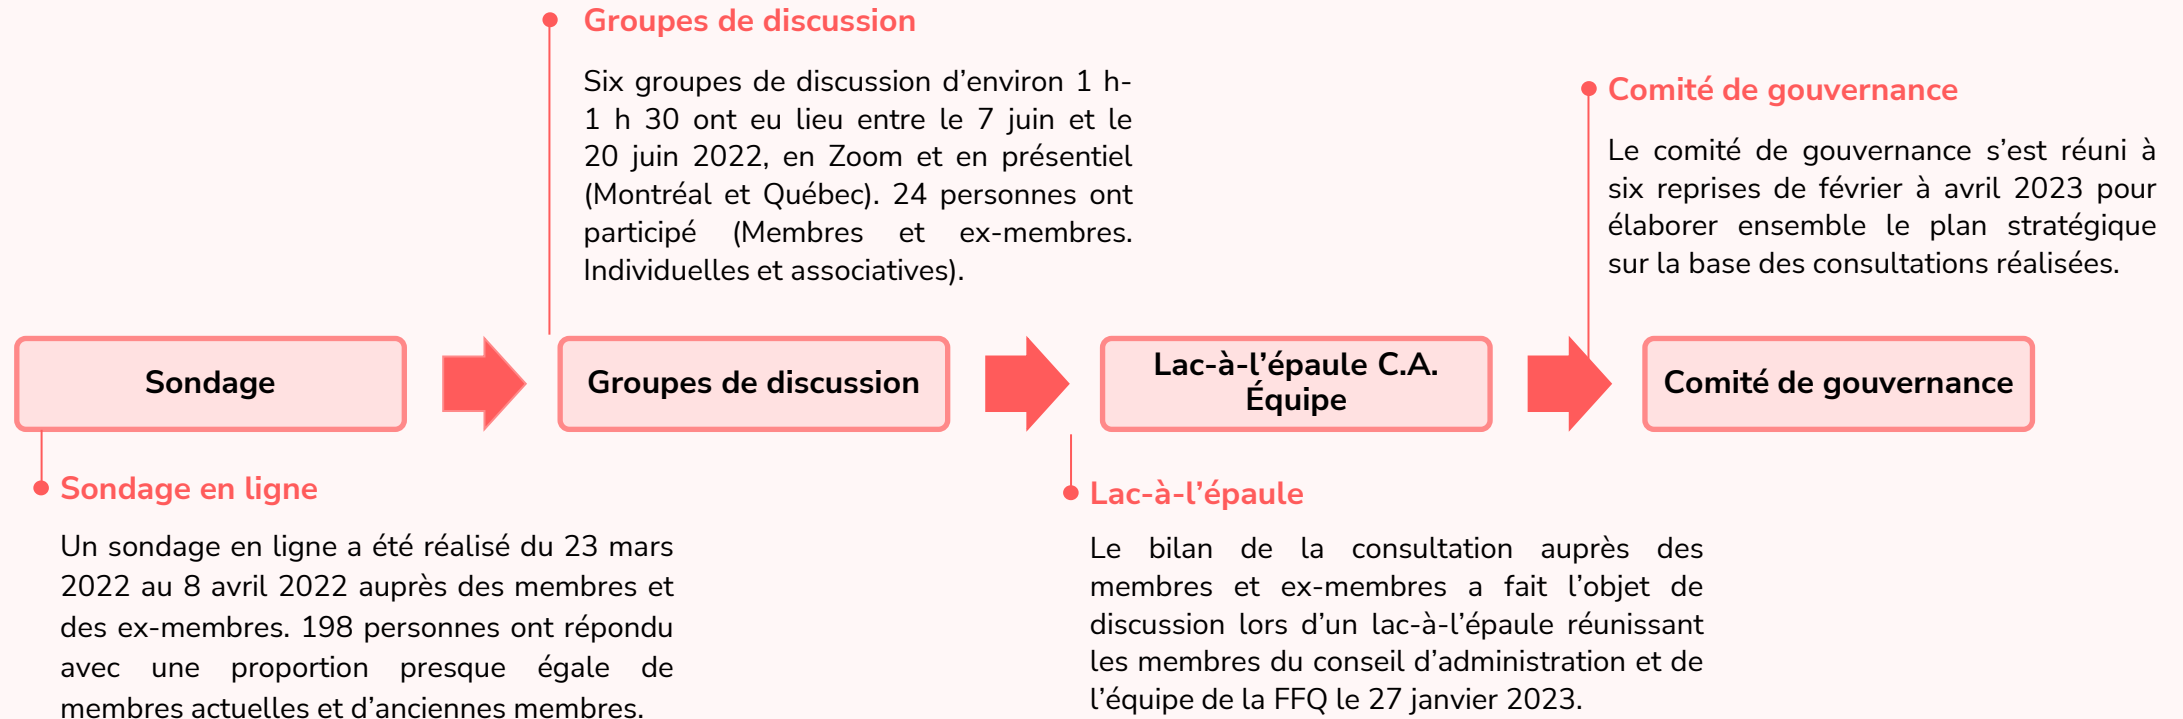 Groupes de discussion
Six groupes de discussion d’environ 1 h-
1 h 30 ont eu lieu entre le 7 juin et le
20 juin 2022, en Zoom et en présentiel
(Montréal et Québec). 24 personnes ont
participé (Membres et ex-membres.
Individuelles et associatives).
Comité de gouvernance
Le comité de gouvernance s’est réuni à
six reprises de février à avril 2023 pour
élaborer ensemble le plan stratégique
sur la base des consultations réalisées.
Sondage
Groupes de discussion
Lac-à-l’épaule C.A.
Équipe
Comité de gouvernance
Sondage en ligne
Un sondage en ligne a été réalisé du 23 mars
2022 au 8 avril 2022 auprès des membres et
des ex-membres. 198 personnes ont répondu
avec une proportion presque égale de
membres actuelles et d’anciennes membres.
Lac-à-l’épaule
Le bilan de la consultation auprès des
membres et ex-membres a fait l’objet de
discussion lors d’un lac-à-l’épaule réunissant
les membres du conseil d’administration et de
l’équipe de la FFQ le 27 janvier 2023.